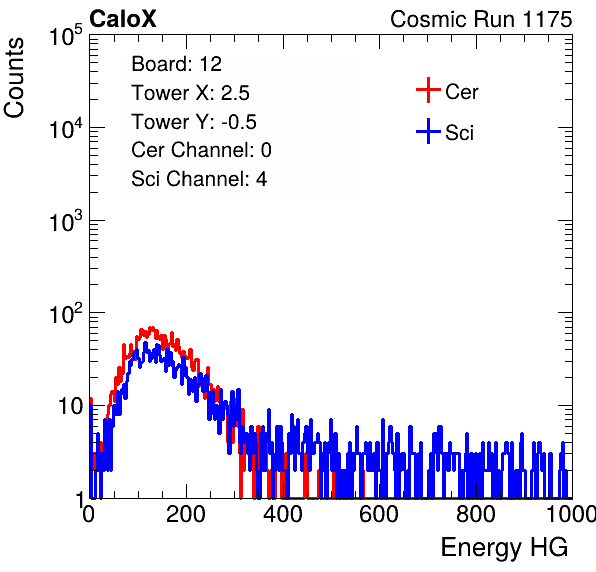 CaloX Cosmic Run 1175
Counts
Board: 12
Tower X: 2.5
Tower Y: -0.5
Cer Channel: 0
Sci Channel: 4
Cer
Sci
10^5
10^4
10^3
10^2
10
1
0 200 400 600 800 1000
Energy HG